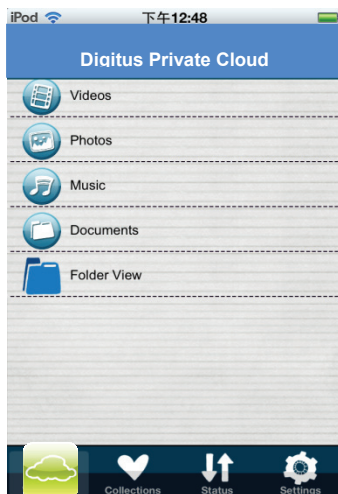 iPod 下午12:48
Digitus Private Cloud
Videos
Photos
Music
Documents
Folder View
Collections Status Settings